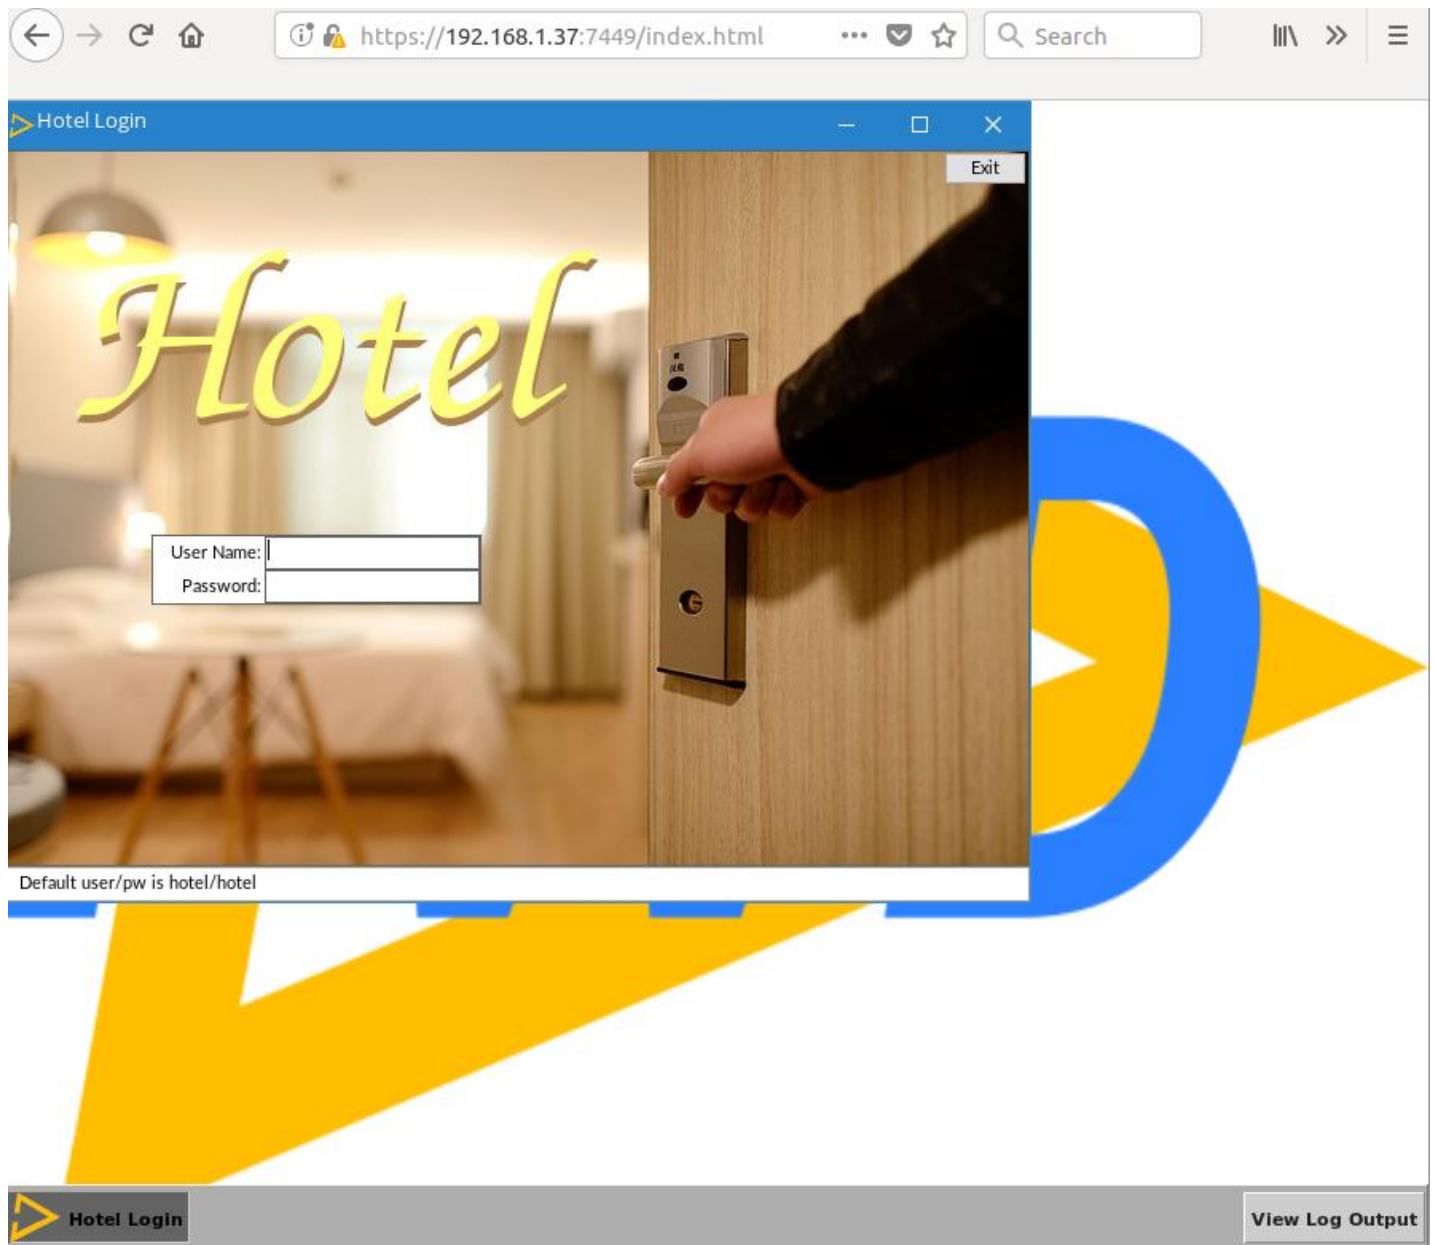 https://192.168.1.37:7449/index.html
Search
Hotel Login
Exit
Hotel
User Name:
Password:
Default user/pw is hotel/hotel
Hotel Login
View Log Output